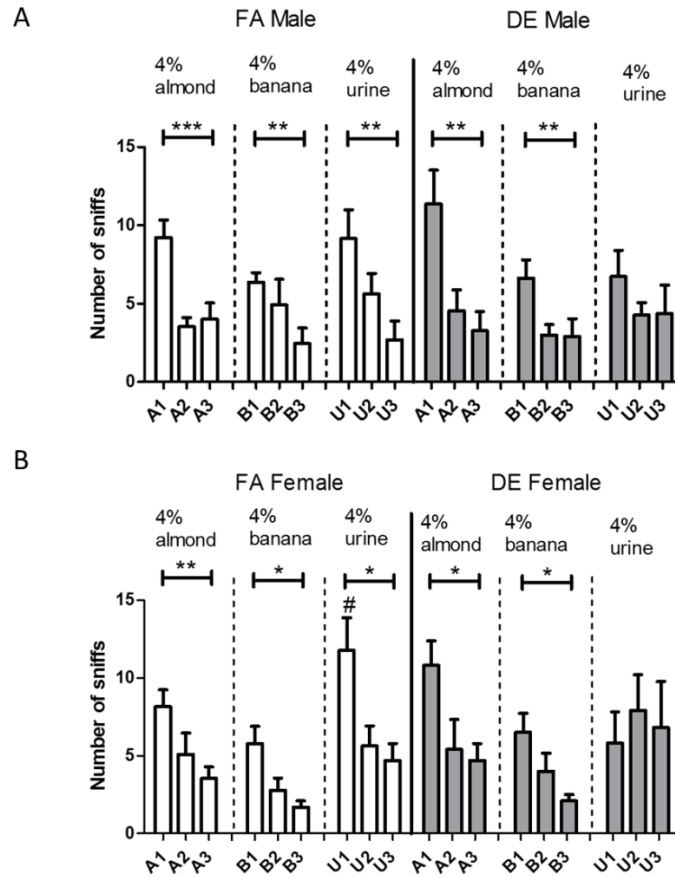 A
FA Male DE Male
4% almond 4% banana 4% urine 4% almond 4% banana 4% urine
*** ** ** ** **
15
10
5
0
Number of sniffs
A1 A2 A3 B1 B2 B3 U1 U2 U3 A1 A2 A3 B1 B2 B3 U1 U2 U3
B
FA Female DE Female
4% almond 4% banana 4% urine 4% almond 4% banana 4% urine
** * * * *
#
15
10
5
0
Number of sniffs
A1 A2 A3 B1 B2 B3 U1 U2 U3 A1 A2 A3 B1 B2 B3 U1 U2 U3